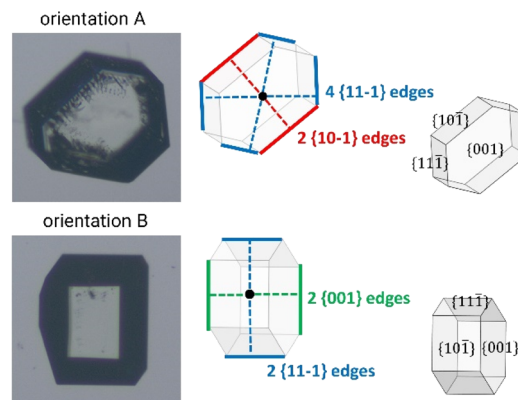 orientation A
4 {11-1} edges
2 {10-1} edges
{101̄}
{111̄}
{001}
orientation B
2 {001} edges
2 {11-1} edges
{111̄}
{101̄}
{001}